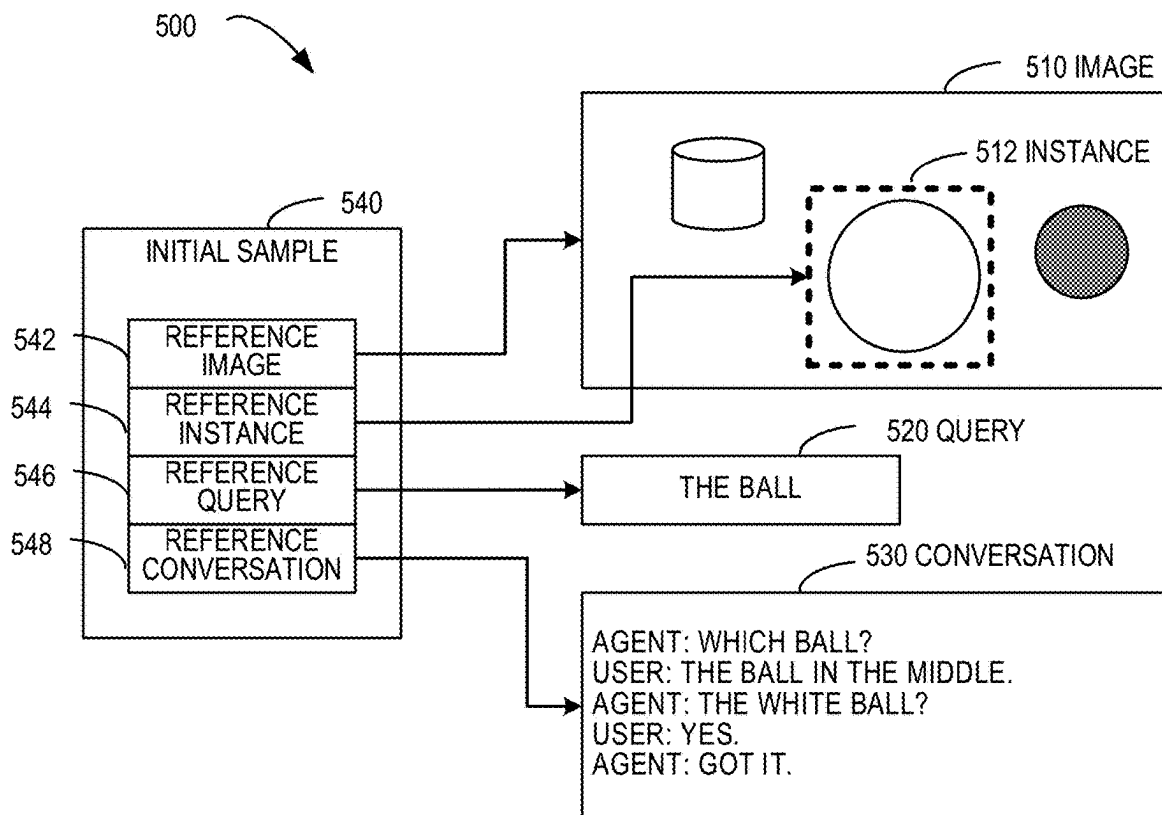 500
510 IMAGE
512 INSTANCE
540
INITIAL SAMPLE
542
REFERENCE
IMAGE
544
REFERENCE
INSTANCE
546
REFERENCE
QUERY
548
REFERENCE
CONVERSATION
520 QUERY
THE BALL
530 CONVERSATION
AGENT: WHICH BALL?
USER: THE BALL IN THE MIDDLE.
AGENT: THE WHITE BALL?
USER: YES.
AGENT: GOT IT.